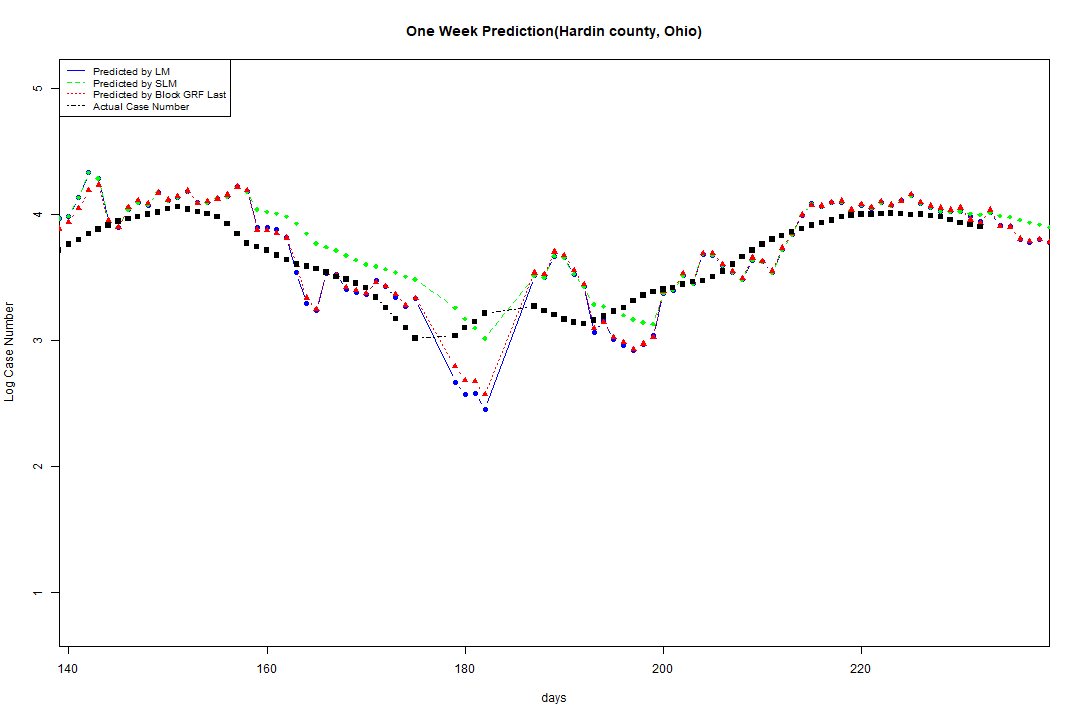 One Week Prediction(Hardin county, Ohio)
Predicted by LM
Predicted by SLM
Predicted by Block GRF Last
Actual Case Number
5
4
3
2
1
Log Case Number
140 160 180 200 220
days